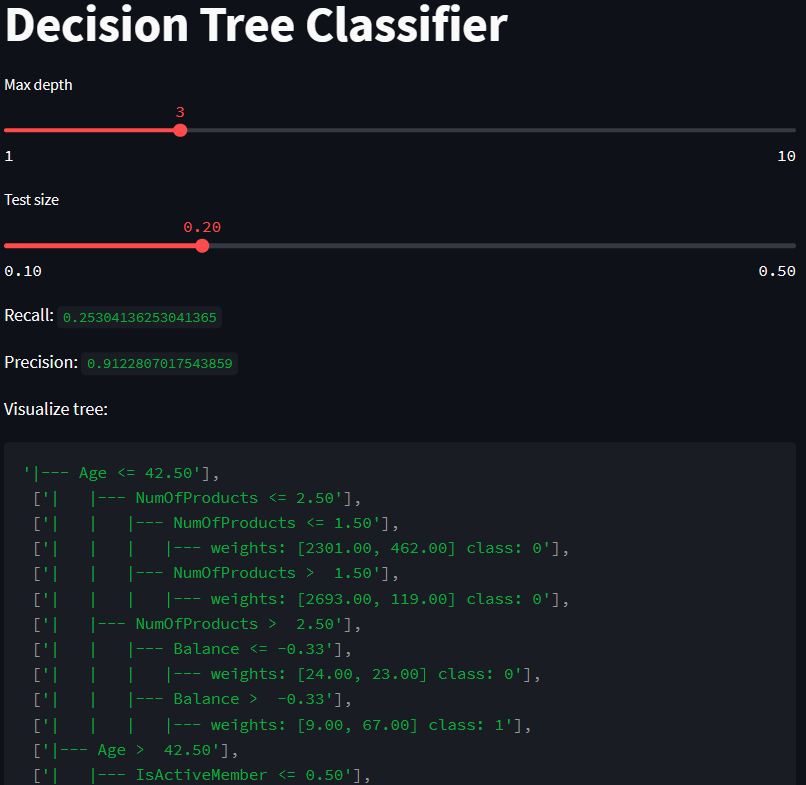 Decision Tree Classifier
Max depth
3
1 10
Test size
0.20
0.10 0.50
Recall: 0.25304136253041365
Precision: 0.9122807017543859
Visualize tree:
'|--- Age <= 42.50'],
['|   |--- NumOfProducts <= 2.50'],
['|   |   |--- NumOfProducts <= 1.50'],
['|   |   |   |--- weights: [2301.00, 462.00] class: 0'],
['|   |   |--- NumOfProducts >  1.50'],
['|   |   |   |--- weights: [2693.00, 119.00] class: 0'],
['|   |--- NumOfProducts >  2.50'],
['|   |   |--- Balance <= -0.33'],
['|   |   |   |--- weights: [24.00, 23.00] class: 0'],
['|   |   |--- Balance >  -0.33'],
['|   |   |   |--- weights: [9.00, 67.00] class: 1'],
['|--- Age >  42.50'],
['|   |--- IsActiveMember <= 0.50'],